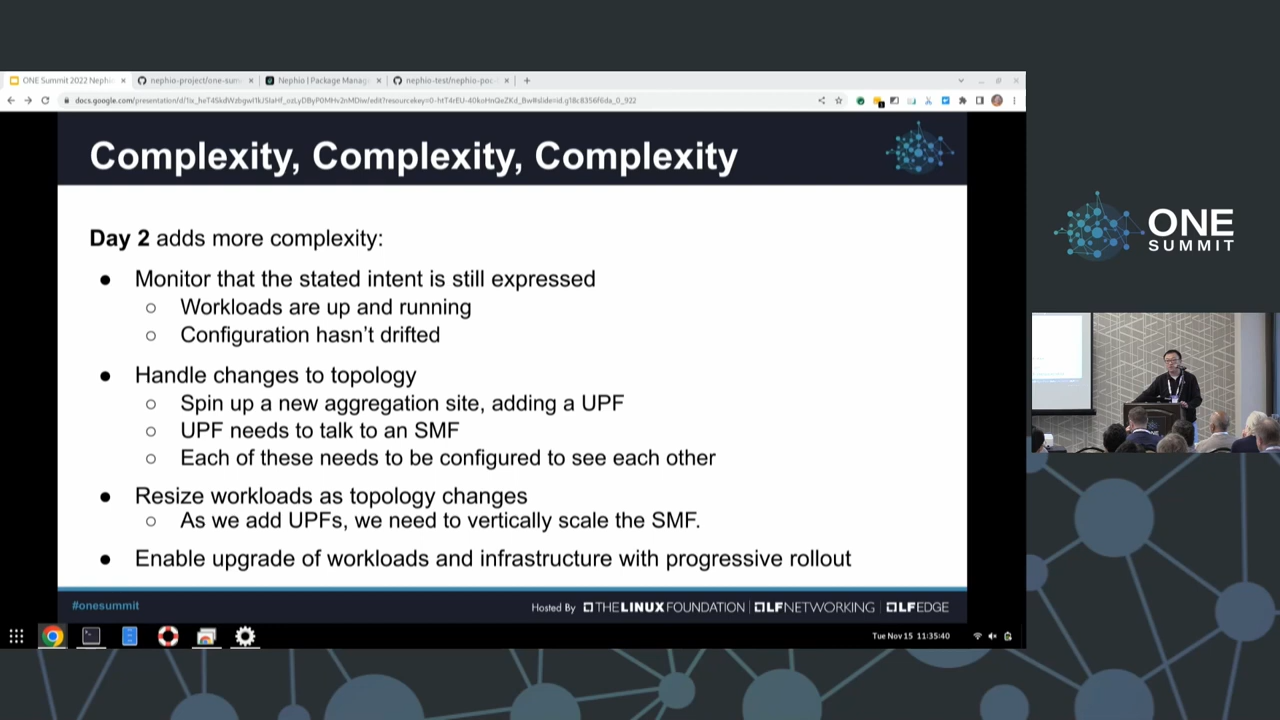 ONE Summit 2022 Nephi
nephio-project/one-sum
Nephio | Package Manag
nephio-test/nephio-poc-
Complexity, Complexity, Complexity
Day 2 adds more complexity:
● Monitor that the stated intent is still expressed
○ Workloads are up and running
○ Configuration hasn't drifted
● Handle changes to topology
○ Spin up a new aggregation site, adding a UPF
○ UPF needs to talk to an SMF
○ Each of these needs to be configured to see each other
● Resize workloads as topology changes
○ As we add UPFs, we need to vertically scale the SMF.
● Enable upgrade of workloads and infrastructure with progressive rollout
#onesummit
Hosted By THE LINUX FOUNDATION | LF NETWORKING | LF EDGE
Tue Nov 15 11:35:40
ONE
SUMMIT